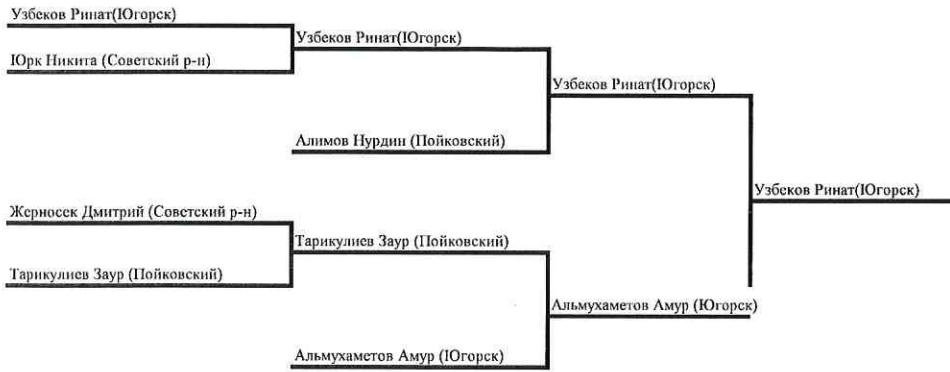 Узбеков Ринат(Югорск)
Узбеков Ринат(Югорск)
Юрк Никита (Советский р-н)
Узбеков Ринат(Югорск)
Алимов Нурдин (Пойковский)
Узбеков Ринат(Югорск)
Жерносек Дмитрий (Советский р-н)
Тарикулиев Заур (Пойковский)
Тарикулиев Заур (Пойковский)
Альмухаметов Амур (Югорск)
Альмухаметов Амур (Югорск)